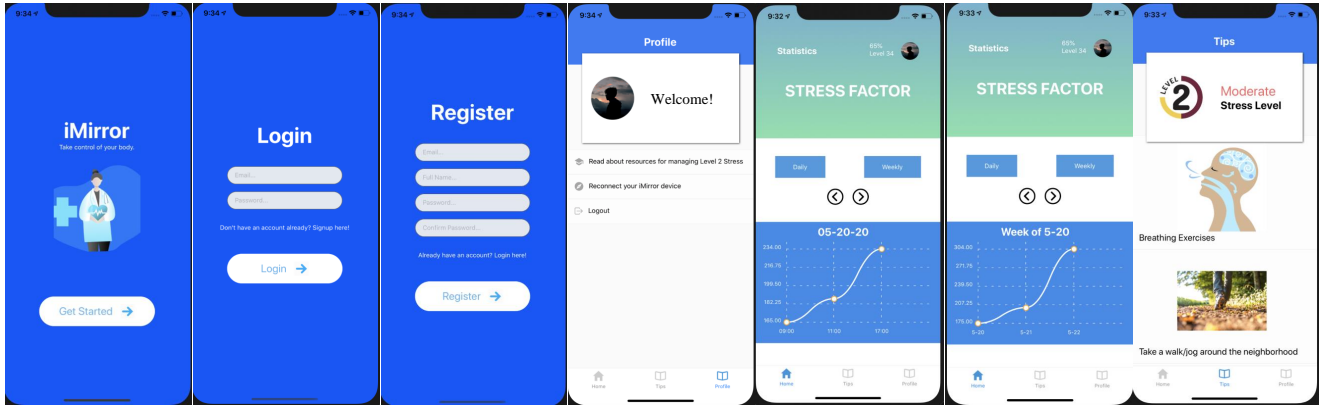 9:34
iMirror
Take control of your body.
Get Started
9:34
Login
Email...
Password...
Don't have an account already? Signup here!
Login
9:34
Register
Email...
Full Name...
Password...
Confirm Password...
Already have an account? Login here!
Register
9:34
Profile
Welcome!
Read about resources for managing Level 2 Stress
Reconnect your iMirror device
Logout
Home Tips Profile
9:32
Statistics
65%
Level 34
STRESS FACTOR
Daily Weekly
05-20-20
234.00
216.75
199.50
182.25
165.00
09:00 11:00 17:00
Home Tips Profile
9:33
Statistics
65%
Level 34
STRESS FACTOR
Daily Weekly
Week of 5-20
304.00
271.75
239.50
207.25
175.00
5-20 5-21 5-22
Home Tips Profile
9:33
Tips
LEVEL
2
Moderate
Stress Level
Breathing Exercises
Take a walk/jog around the neighborhood
Home Tips Profile